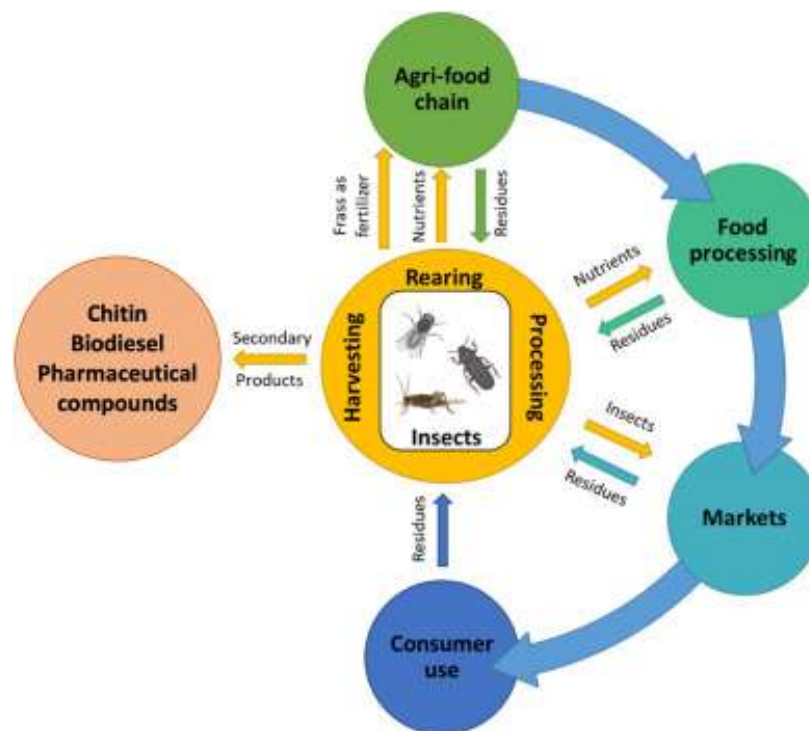 Agri-food
chain
Frass as
fertilizer
Nutrients
Residues
Food
processing
Nutrients
Residues
Rearing
Harvesting
Processing
Insects
Secondary
Products
Chitin
Biodiesel
Pharmaceutical
compounds
Insects
Residues
Markets
Residues
Consumer
use